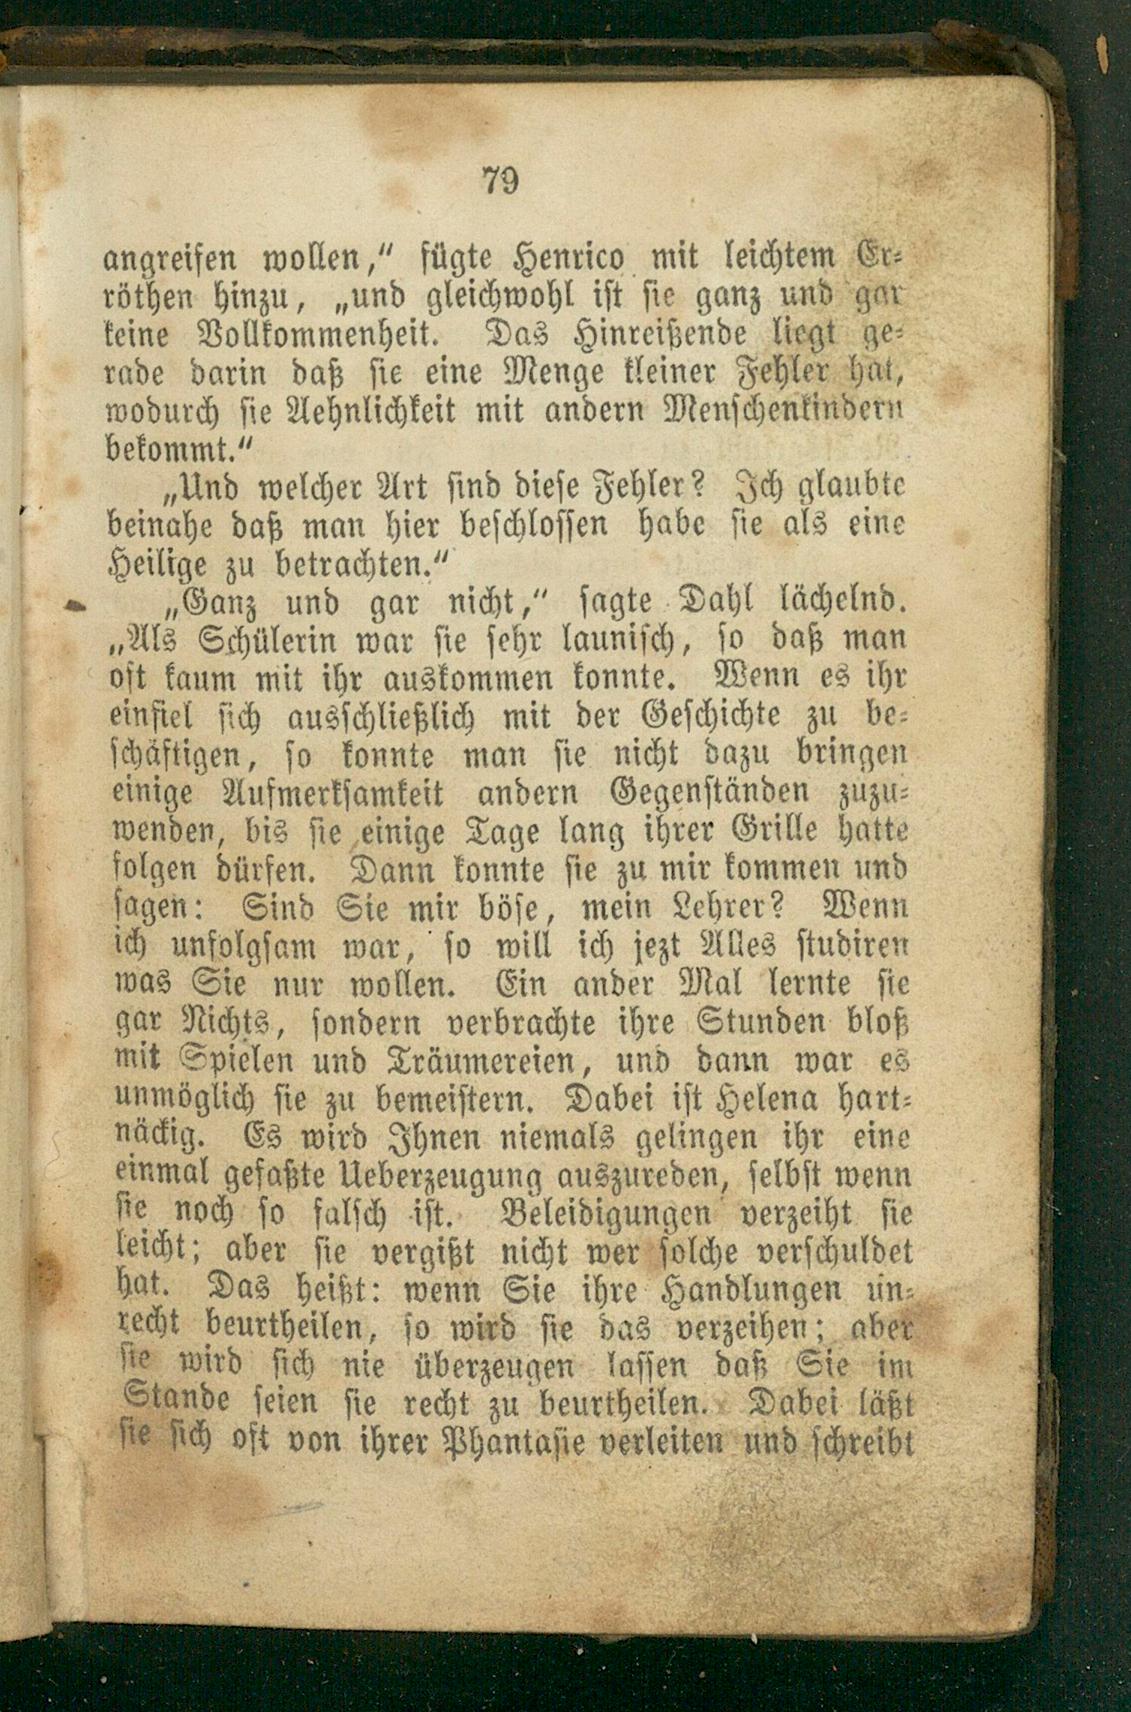 79
angreifen wollen,“ fügte Henrico mit leichtem Er-
röthen hinzu, „und gleichwohl ist sie ganz und gar
keine Vollkommenheit. Das Hinreißende liegt ge-
rade darin daß sie eine Menge kleiner Fehler hat,
wodurch sie Aehnlichkeit mit andern Menschenkindern
bekommt.“
„Und welcher Art sind diese Fehler? Ich glaubte
beinahe daß man hier beschlossen habe sie als eine
Heilige zu betrachten.“
„Ganz und gar nicht,“ sagte Dahl lächelnd.
„Als Schülerin war sie sehr launisch, so daß man
oft kaum mit ihr auskommen konnte. Wenn es ihr
einfiel sich ausschließlich mit der Geschichte zu be-
schäftigen, so konnte man sie nicht dazu bringen
einige Aufmerksamkeit andern Gegenständen zuzu-
wenden, bis sie einige Tage lang ihrer Grille hatte
folgen dürfen. Dann konnte sie zu mir kommen und
sagen: Sind Sie mir böse, mein Lehrer? Wenn
ich unfolgsam war, so will ich jezt Alles studiren
was Sie nur wollen. Ein ander Mal lernte sie
gar Nichts, sondern verbrachte ihre Stunden bloß
mit Spielen und Träumereien, und dann war es
unmöglich sie zu bemeistern. Dabei ist Helena hart-
näckig. Es wird Ihnen niemals gelingen ihr eine
einmal gefaßte Ueberzeugung auszureden, selbst wenn
sie noch so falsch ist. Beleidigungen verzeiht sie
leicht; aber sie vergißt nicht wer solche verschuldet
hat. Das heißt: wenn Sie ihre Handlungen un-
recht beurtheilen, so wird sie das verzeihen; aber
sie wird sich nie überzeugen lassen daß Sie im
Stande seien sie recht zu beurtheilen. Dabei läßt
sie sich oft von ihrer Phantasie verleiten und schreibt